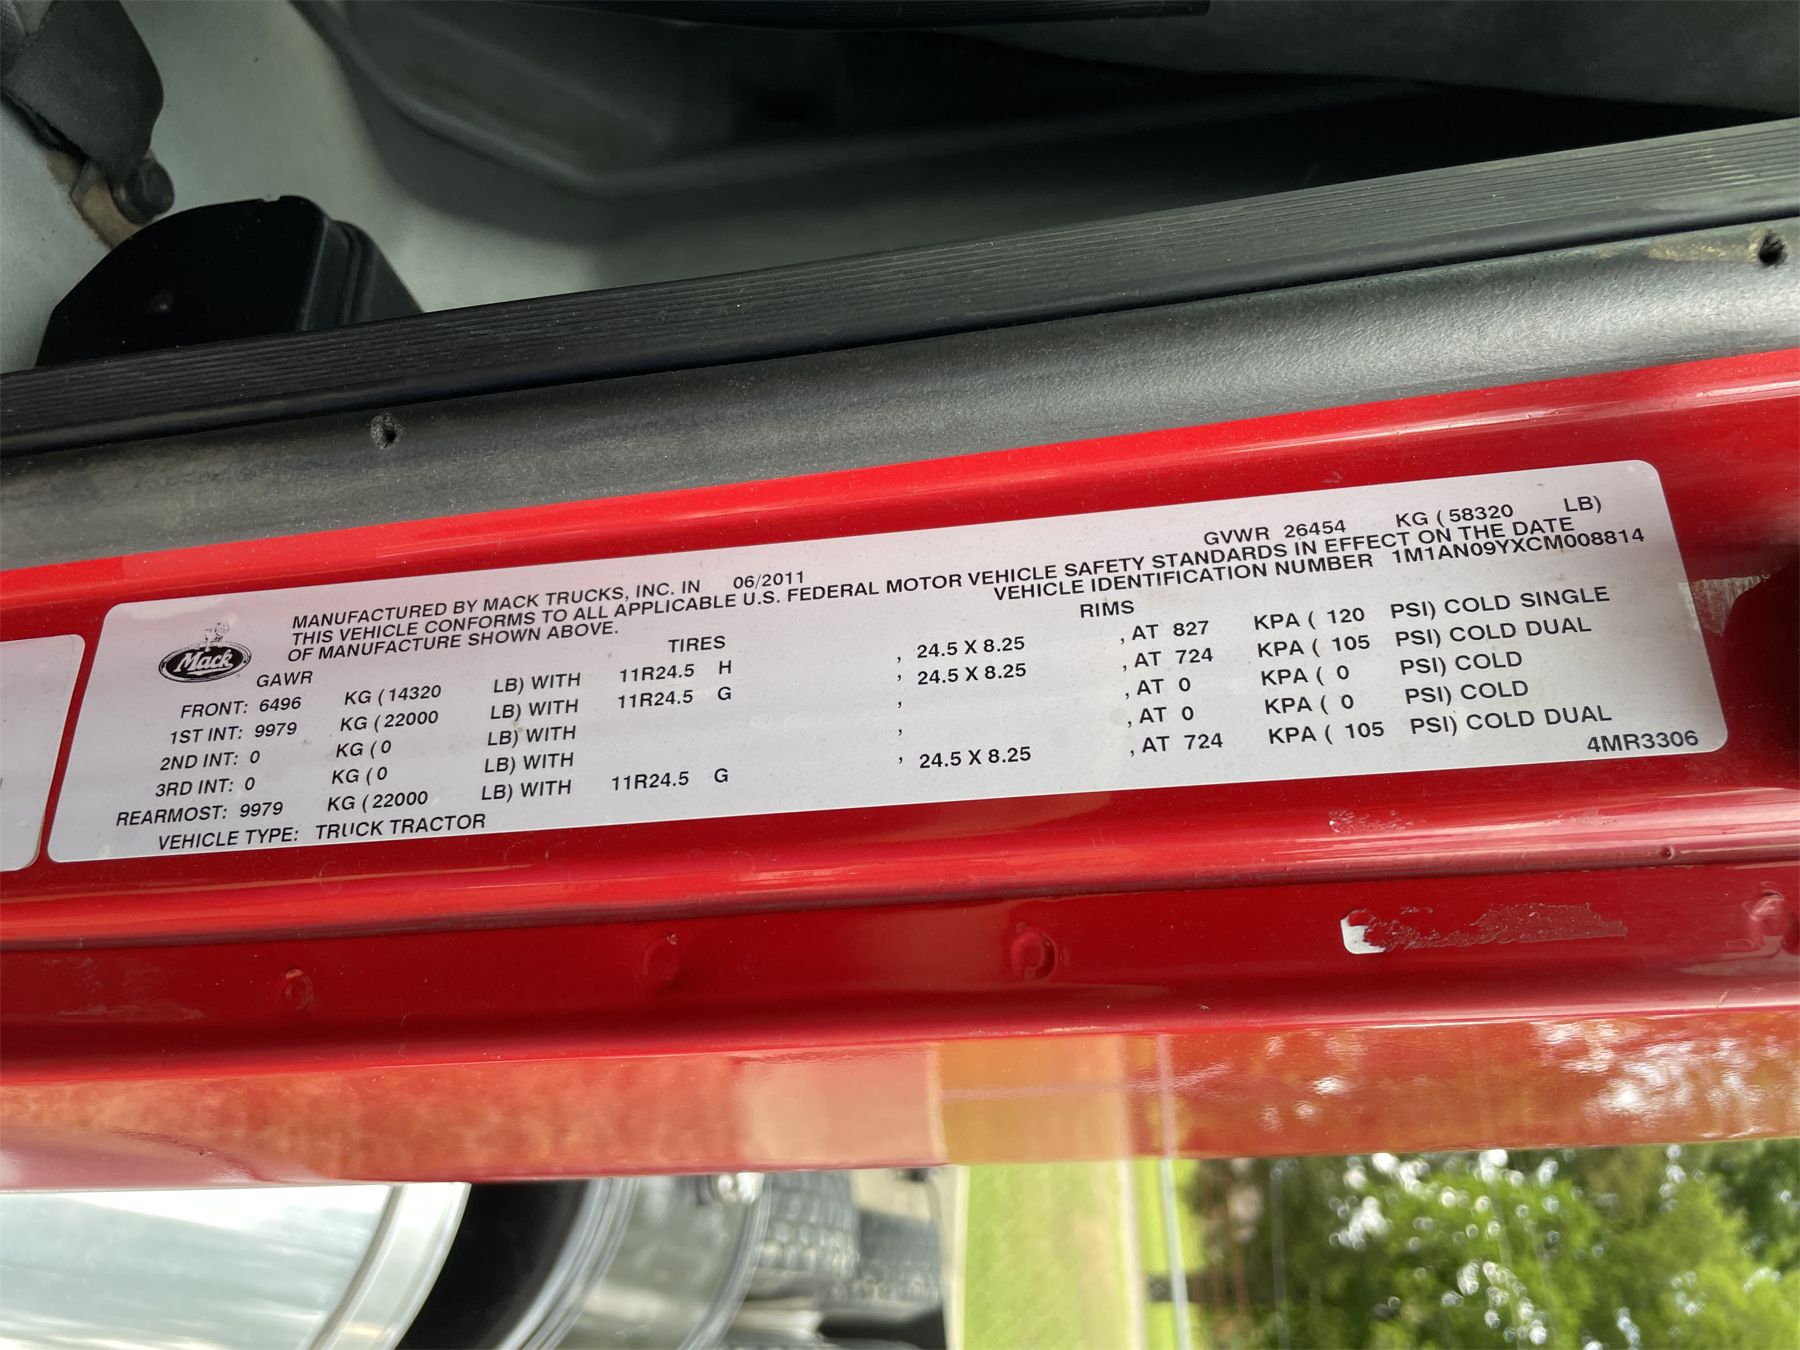 MANUFACTURED BY MACK TRUCKS, INC. IN 06/2011 GVWR 26454 KG (58320 LB)
THIS VEHICLE CONFORMS TO ALL APPLICABLE U.S. FEDERAL MOTOR VEHICLE SAFETY STANDARDS IN EFFECT ON THE DATE
OF MANUFACTURE SHOWN ABOVE. VEHICLE IDENTIFICATION NUMBER 1M1AN09YXCM008814
Mack
GAWR TIRES RIMS
FRONT: 6496 KG (14320 LB) WITH 11R24.5 H , 24.5 X 8.25 , AT 827 KPA ( 120 PSI) COLD SINGLE
1ST INT: 9979 KG (22000 LB) WITH 11R24.5 G , 24.5 X 8.25 , AT 724 KPA ( 105 PSI) COLD DUAL
2ND INT: 0 KG (0 LB) WITH , , AT 0 KPA ( 0 PSI) COLD
3RD INT: 0 KG (0 LB) WITH , , AT 0 KPA ( 0 PSI) COLD
REARMOST: 9979 KG (22000 LB) WITH 11R24.5 G , 24.5 X 8.25 , AT 724 KPA ( 105 PSI) COLD DUAL
VEHICLE TYPE: TRUCK TRACTOR 4MR3306